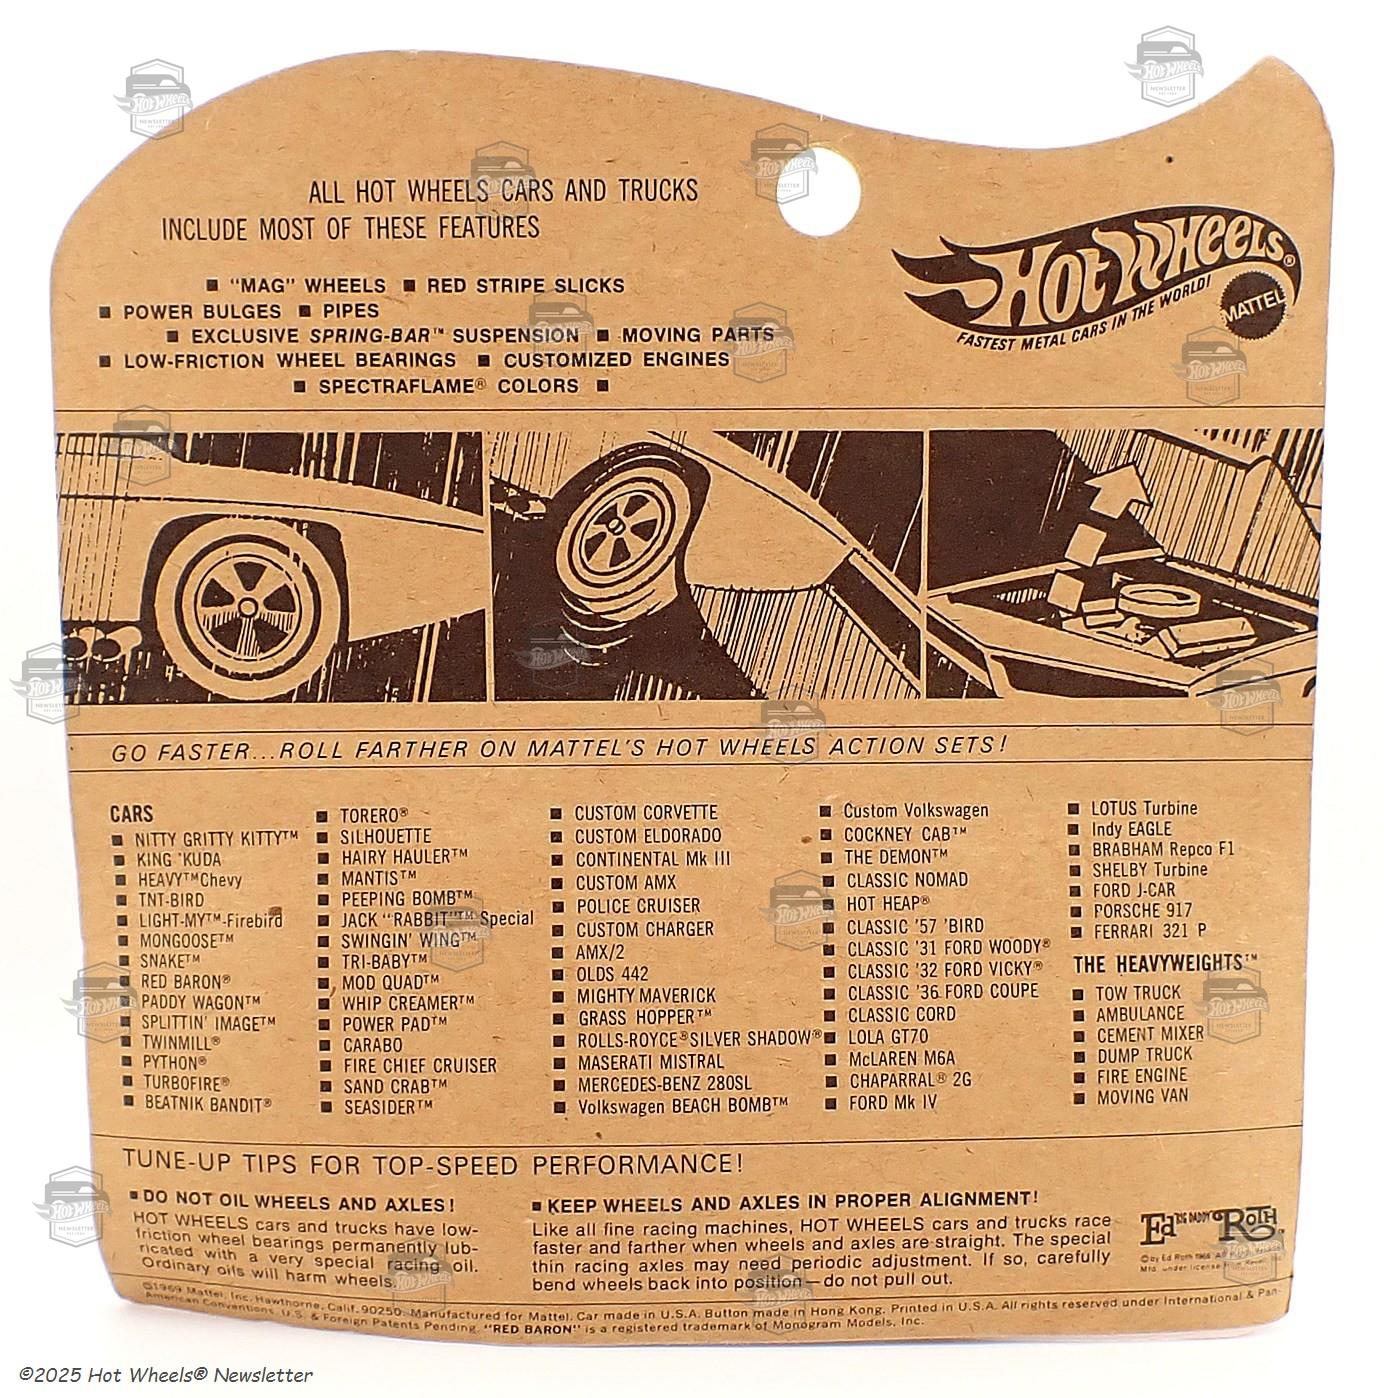 ALL HOT WHEELS CARS AND TRUCKS
INCLUDE MOST OF THESE FEATURES
■ "MAG" WHEELS ■ RED STRIPE SLICKS
■ POWER BULGES ■ PIPES
■ EXCLUSIVE SPRING-BAR™ SUSPENSION ■ MOVING PARTS
■ LOW-FRICTION WHEEL BEARINGS ■ CUSTOMIZED ENGINES
■ SPECTRAFLAME® COLORS ■
Hot Wheels®
FASTEST METAL CARS IN THE WORLD!
MATTEL
GO FASTER...ROLL FARTHER ON MATTEL'S HOT WHEELS ACTION SETS!
CARS
■ NITTY GRITTY KITTY™
■ KING 'KUDA
■ HEAVY™Chevy
■ TNT-BIRD
■ LIGHT-MY™-Firebird
■ MONGOOSE™
■ SNAKE™
■ RED BARON®
■ PADDY WAGON™
■ SPLITTIN' IMAGE™
■ TWINMILL®
■ PYTHON®
■ TURBOFIRE®
■ BEATNIK BANDIT®
■ TORERO®
■ SILHOUETTE
■ HAIRY HAULER™
■ MANTIS™
■ PEEPING BOMB™
■ JACK "RABBIT"™ Special
■ SWINGIN' WING™
■ TRI-BABY™
■ MOD QUAD™
■ WHIP CREAMER™
■ POWER PAD™
■ CARABO
■ FIRE CHIEF CRUISER
■ SAND CRAB™
■ SEASIDER™
■ CUSTOM CORVETTE
■ CUSTOM ELDORADO
■ CONTINENTAL Mk III
■ CUSTOM AMX
■ POLICE CRUISER
■ CUSTOM CHARGER
■ AMX/2
■ OLDS 442
■ MIGHTY MAVERICK
■ GRASS HOPPER™
■ ROLLS-ROYCE® SILVER SHADOW®
■ MASERATI MISTRAL
■ MERCEDES-BENZ 280SL
■ Volkswagen BEACH BOMB™
■ Custom Volkswagen
■ COCKNEY CAB™
■ THE DEMON™
■ CLASSIC NOMAD
■ HOT HEAP®
■ CLASSIC '57 'BIRD
■ CLASSIC '31 FORD WOODY®
■ CLASSIC '32 FORD VICKY®
■ CLASSIC '36 FORD COUPE
■ CLASSIC CORD
■ LOLA GT70
■ McLAREN M6A
■ CHAPARRAL® 2G
■ FORD Mk IV
■ LOTUS Turbine
■ Indy EAGLE
■ BRABHAM Repco F1
■ SHELBY Turbine
■ FORD J-CAR
■ PORSCHE 917
■ FERRARI 321 P
THE HEAVYWEIGHTS™
■ TOW TRUCK
■ AMBULANCE
■ CEMENT MIXER
■ DUMP TRUCK
■ FIRE ENGINE
■ MOVING VAN
TUNE-UP TIPS FOR TOP-SPEED PERFORMANCE!
■ DO NOT OIL WHEELS AND AXLES!
HOT WHEELS cars and trucks have low-
friction wheel bearings permanently lub-
ricated with a very special racing oil.
Ordinary oils will harm wheels.
■ KEEP WHEELS AND AXLES IN PROPER ALIGNMENT!
Like all fine racing machines, HOT WHEELS cars and trucks race
faster and farther when wheels and axles are straight. The special
thin racing axles may need periodic adjustment. If so, carefully
bend wheels back into position—do not pull out.
Ed "BIG DADDY" ROTH™
© by Ed Roth 1968 All
Mfd. under license from
©1969 Mattel, Inc. Hawthorne, Calif. 90250. Manufactured for Mattel. Car made in U.S.A. Button made in Hong Kong. Printed in U.S.A. All rights reserved under International & Pan-
American Conventions. U.S. & Foreign Patents Pending. "RED BARON" is a registered trademark of Monogram Models, Inc.
©2025 Hot Wheels® Newsletter